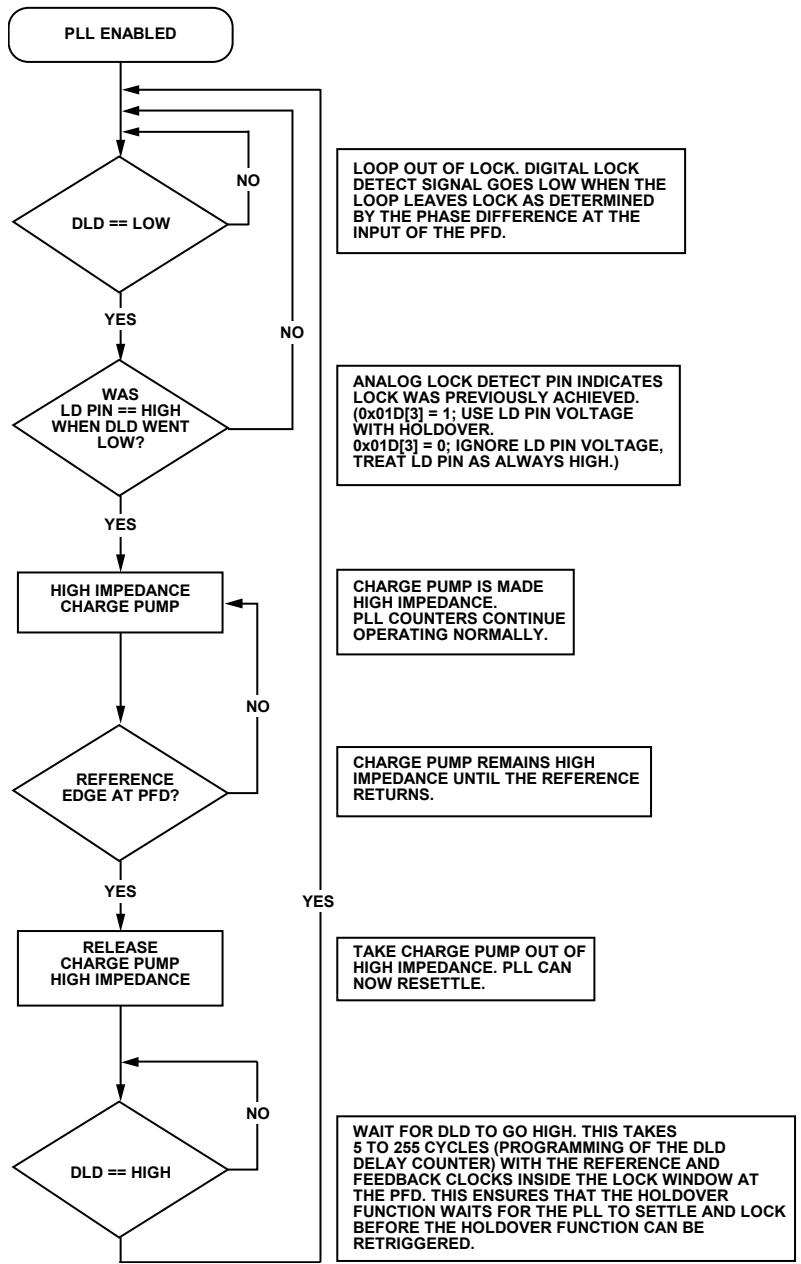 PLL ENABLED
NO
DLD == LOW
LOOP OUT OF LOCK. DIGITAL LOCK
DETECT SIGNAL GOES LOW WHEN THE
LOOP LEAVES LOCK AS DETERMINED
BY THE PHASE DIFFERENCE AT THE
INPUT OF THE PFD.
YES
NO
WAS
LD PIN == HIGH
WHEN DLD WENT
LOW?
ANALOG LOCK DETECT PIN INDICATES
LOCK WAS PREVIOUSLY ACHIEVED.
(0x01D[3] = 1; USE LD PIN VOLTAGE
WITH HOLDOVER.
0x01D[3] = 0; IGNORE LD PIN VOLTAGE,
TREAT LD PIN AS ALWAYS HIGH.)
YES
HIGH IMPEDANCE
CHARGE PUMP
CHARGE PUMP IS MADE
HIGH IMPEDANCE.
PLL COUNTERS CONTINUE
OPERATING NORMALLY.
NO
REFERENCE
EDGE AT PFD?
CHARGE PUMP REMAINS HIGH
IMPEDANCE UNTIL THE REFERENCE
RETURNS.
YES
YES
RELEASE
CHARGE PUMP
HIGH IMPEDANCE
TAKE CHARGE PUMP OUT OF
HIGH IMPEDANCE. PLL CAN
NOW RESETTLE.
NO
DLD == HIGH
WAIT FOR DLD TO GO HIGH. THIS TAKES
5 TO 255 CYCLES (PROGRAMMING OF THE DLD
DELAY COUNTER) WITH THE REFERENCE AND
FEEDBACK CLOCKS INSIDE THE LOCK WINDOW AT
THE PFD. THIS ENSURES THAT THE HOLDOVER
FUNCTION WAITS FOR THE PLL TO SETTLE AND LOCK
BEFORE THE HOLDOVER FUNCTION CAN BE
RETRIGGERED.